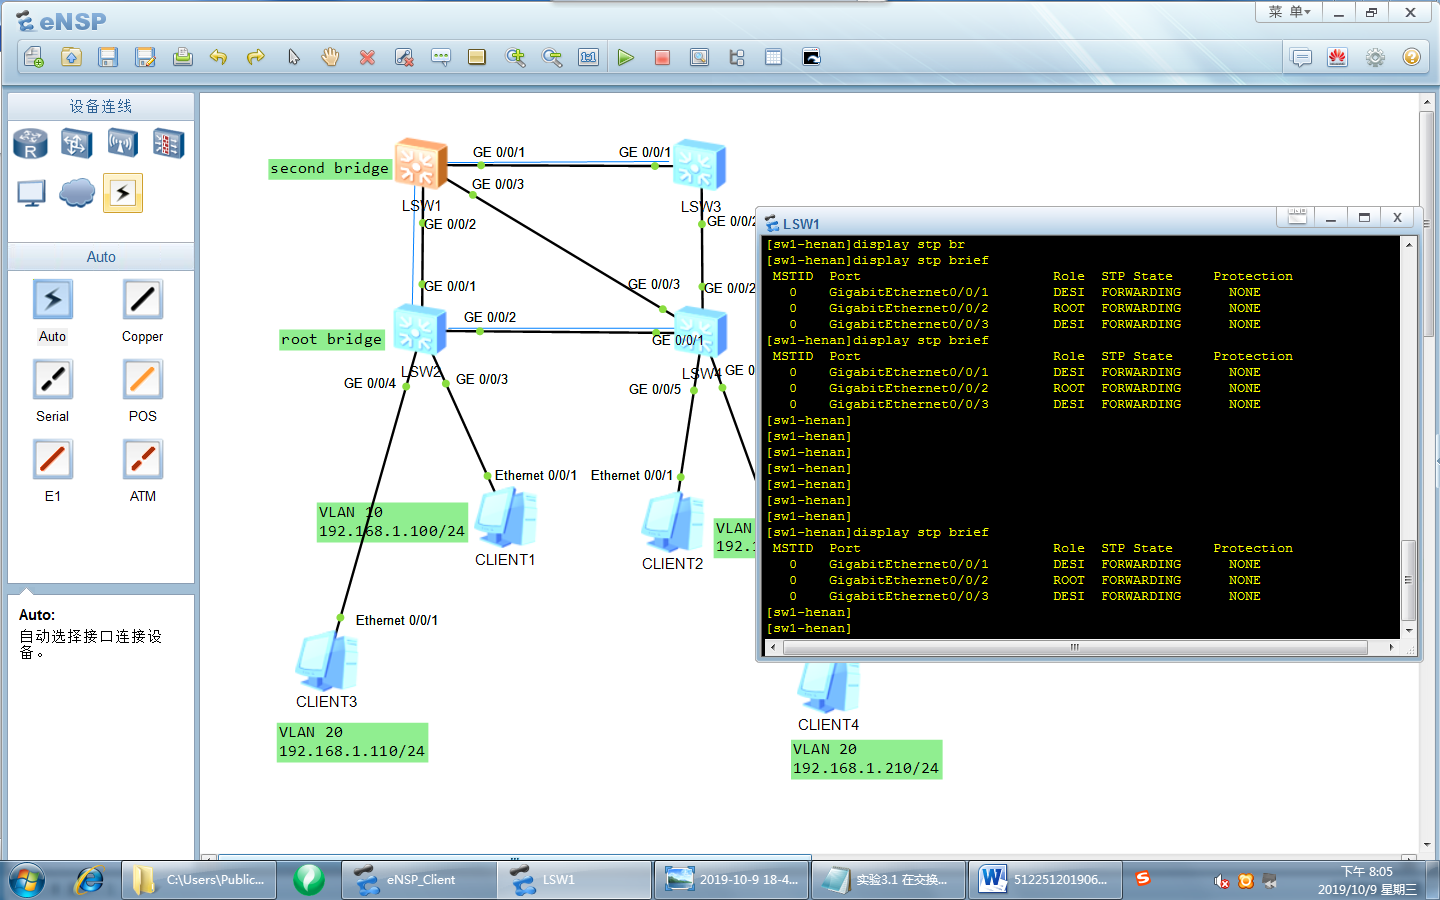 eNSP
菜 单
设备连线
Auto
Auto
Copper
Serial
POS
E1
ATM
Auto:
自动选择接口连接设
备。
second bridge
GE 0/0/1
GE 0/0/1
GE 0/0/3
LSW1
LSW3
GE 0/0/2
GE 0/0/2
GE 0/0/1
GE 0/0/3
GE 0/0/2
GE 0/0/2
root bridge
GE 0/0/1
LSW2
LSW4
GE 0
GE 0/0/4
GE 0/0/3
GE 0/0/5
Ethernet 0/0/1
Ethernet 0/0/1
VLAN 10
192.168.1.100/24
VLAN
192.1
CLIENT1
CLIENT2
Ethernet 0/0/1
CLIENT3
CLIENT4
VLAN 20
192.168.1.110/24
VLAN 20
192.168.1.210/24
LSW1
[sw1-henan]display stp br
[sw1-henan]display stp brief
MSTID Port Role STP State Protection
0 GigabitEthernet0/0/1 DESI FORWARDING NONE
0 GigabitEthernet0/0/2 ROOT FORWARDING NONE
0 GigabitEthernet0/0/3 DESI FORWARDING NONE
[sw1-henan]display stp brief
MSTID Port Role STP State Protection
0 GigabitEthernet0/0/1 DESI FORWARDING NONE
0 GigabitEthernet0/0/2 ROOT FORWARDING NONE
0 GigabitEthernet0/0/3 DESI FORWARDING NONE
[sw1-henan]
[sw1-henan]
[sw1-henan]
[sw1-henan]
[sw1-henan]
[sw1-henan]
[sw1-henan]
[sw1-henan]display stp brief
MSTID Port Role STP State Protection
0 GigabitEthernet0/0/1 DESI FORWARDING NONE
0 GigabitEthernet0/0/2 ROOT FORWARDING NONE
0 GigabitEthernet0/0/3 DESI FORWARDING NONE
[sw1-henan]
[sw1-henan]
C:\Users\Public...
eNSP_Client
LSW1
2019-10-9 18-4...
实验3.1 在交换...
512251201906...
下午 8:05
2019/10/9 星期三